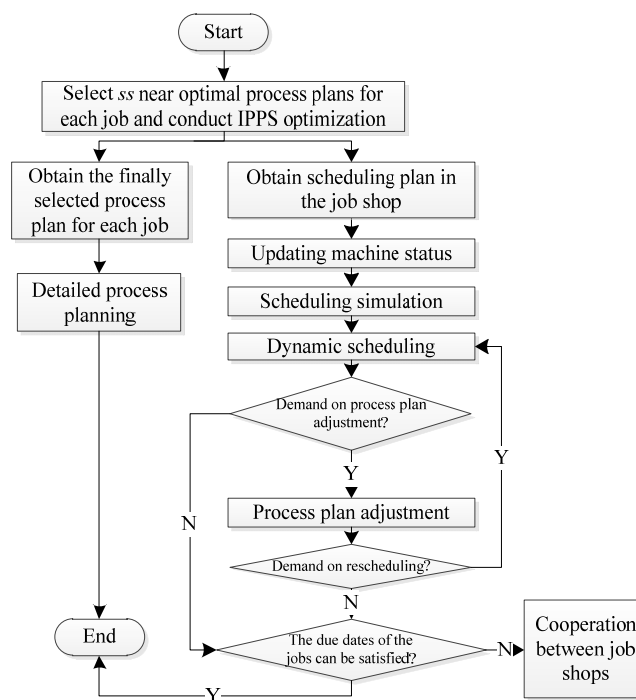 Start
Select ss near optimal process plans for
each job and conduct IPPS optimization
Obtain the finally
selected process
plan for each job
Obtain scheduling plan in
the job shop
Updating machine status
Detailed process
planning
Scheduling simulation
Dynamic scheduling
Demand on process plan
adjustment?
Y
Y
N
Process plan adjustment
Demand on rescheduling?
N
End
The due dates of the
jobs can be satisfied?
N
Cooperation
between job
shops
Y